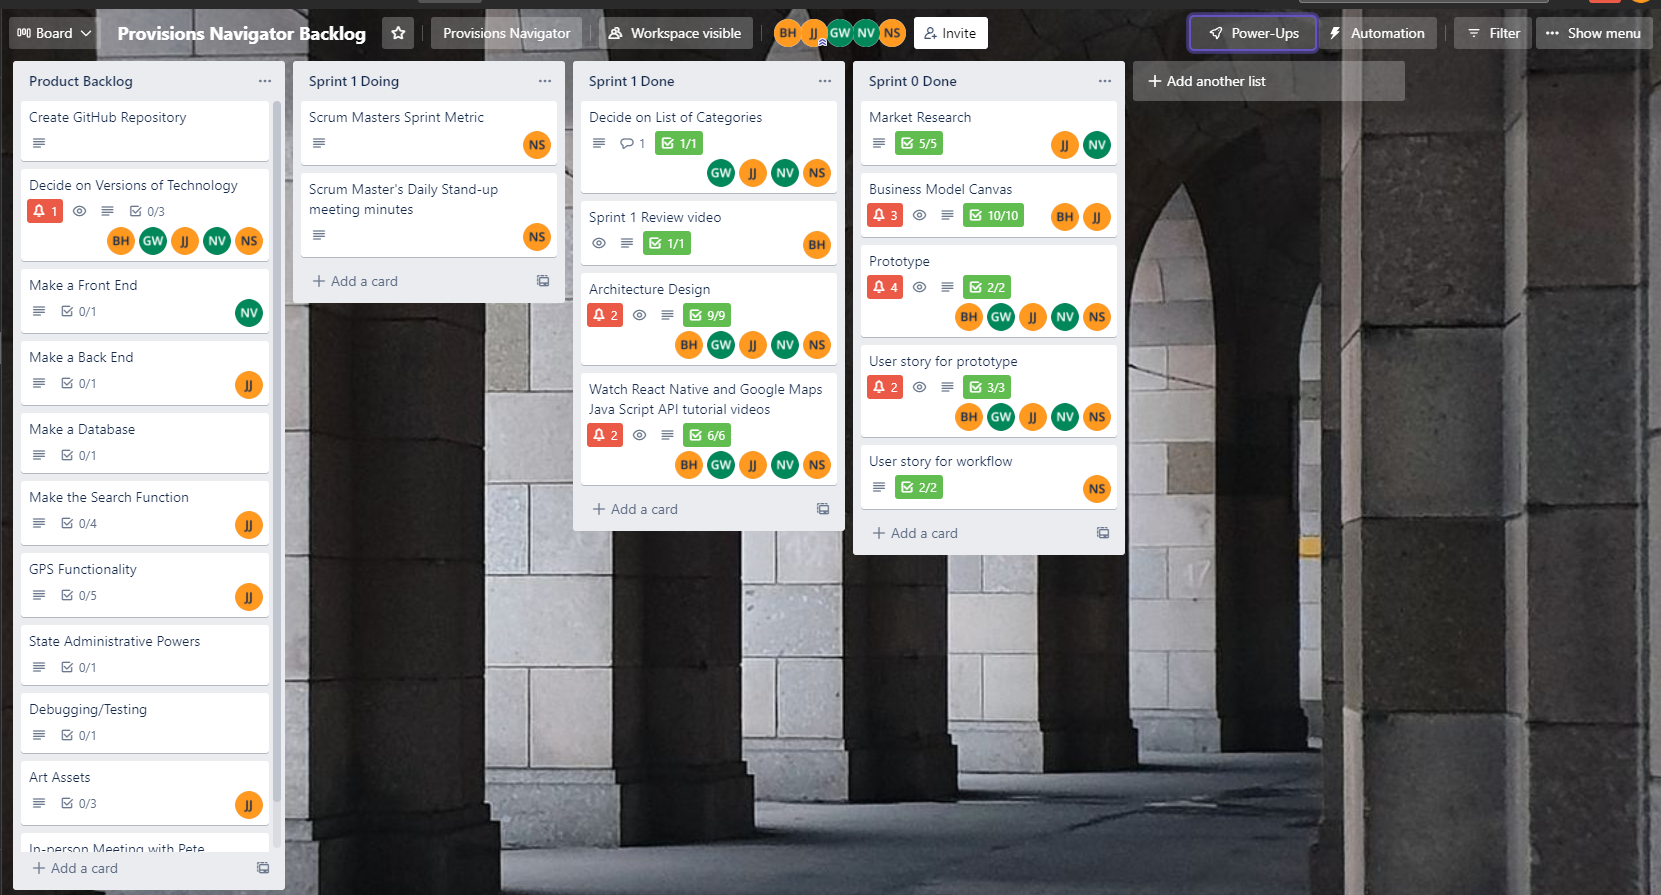 Board
Provisions Navigator Backlog
Provisions Navigator
Workspace visible
BH JJ GW NV NS
Invite
Power-Ups
Automation
Filter
Show menu
Product Backlog
Create GitHub Repository
Decide on Versions of Technology
1 0/3
BH GW JJ NV NS
Make a Front End
0/1 NV
Make a Back End
0/1 JJ
Make a Database
0/1
Make the Search Function
0/4 JJ
GPS Functionality
0/5 JJ
State Administrative Powers
0/1
Debugging/Testing
0/1
Art Assets
0/3 JJ
In-person Meeting with Pete
+ Add a card
Sprint 1 Doing
Scrum Masters Sprint Metric
NS
Scrum Master's Daily Stand-up
meeting minutes
NS
+ Add a card
Sprint 1 Done
Decide on List of Categories
1 1/1
GW JJ NV NS
Sprint 1 Review video
1/1 BH
Architecture Design
2 9/9
BH GW JJ NV NS
Watch React Native and Google Maps
Java Script API tutorial videos
2 6/6
BH GW JJ NV NS
+ Add a card
Sprint 0 Done
Market Research
5/5 JJ NV
Business Model Canvas
3 10/10 BH JJ
Prototype
4 2/2
BH GW JJ NV NS
User story for prototype
2 3/3
BH GW JJ NV NS
User story for workflow
2/2 NS
+ Add a card
+ Add another list
17